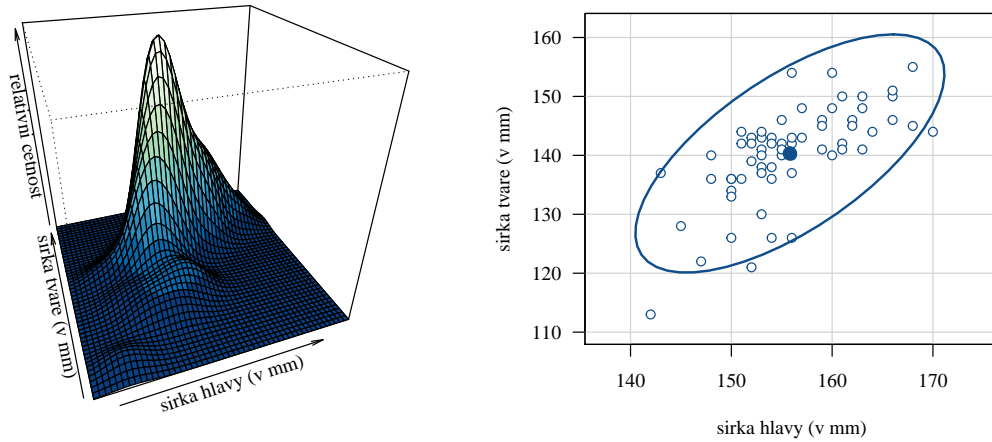 relativni cetnost
sirka tvare (v mm)
sirka hlavy (v mm)
sirka tvare (v mm)
160
150
140
130
120
110
140
150
160
170
sirka hlavy (v mm)